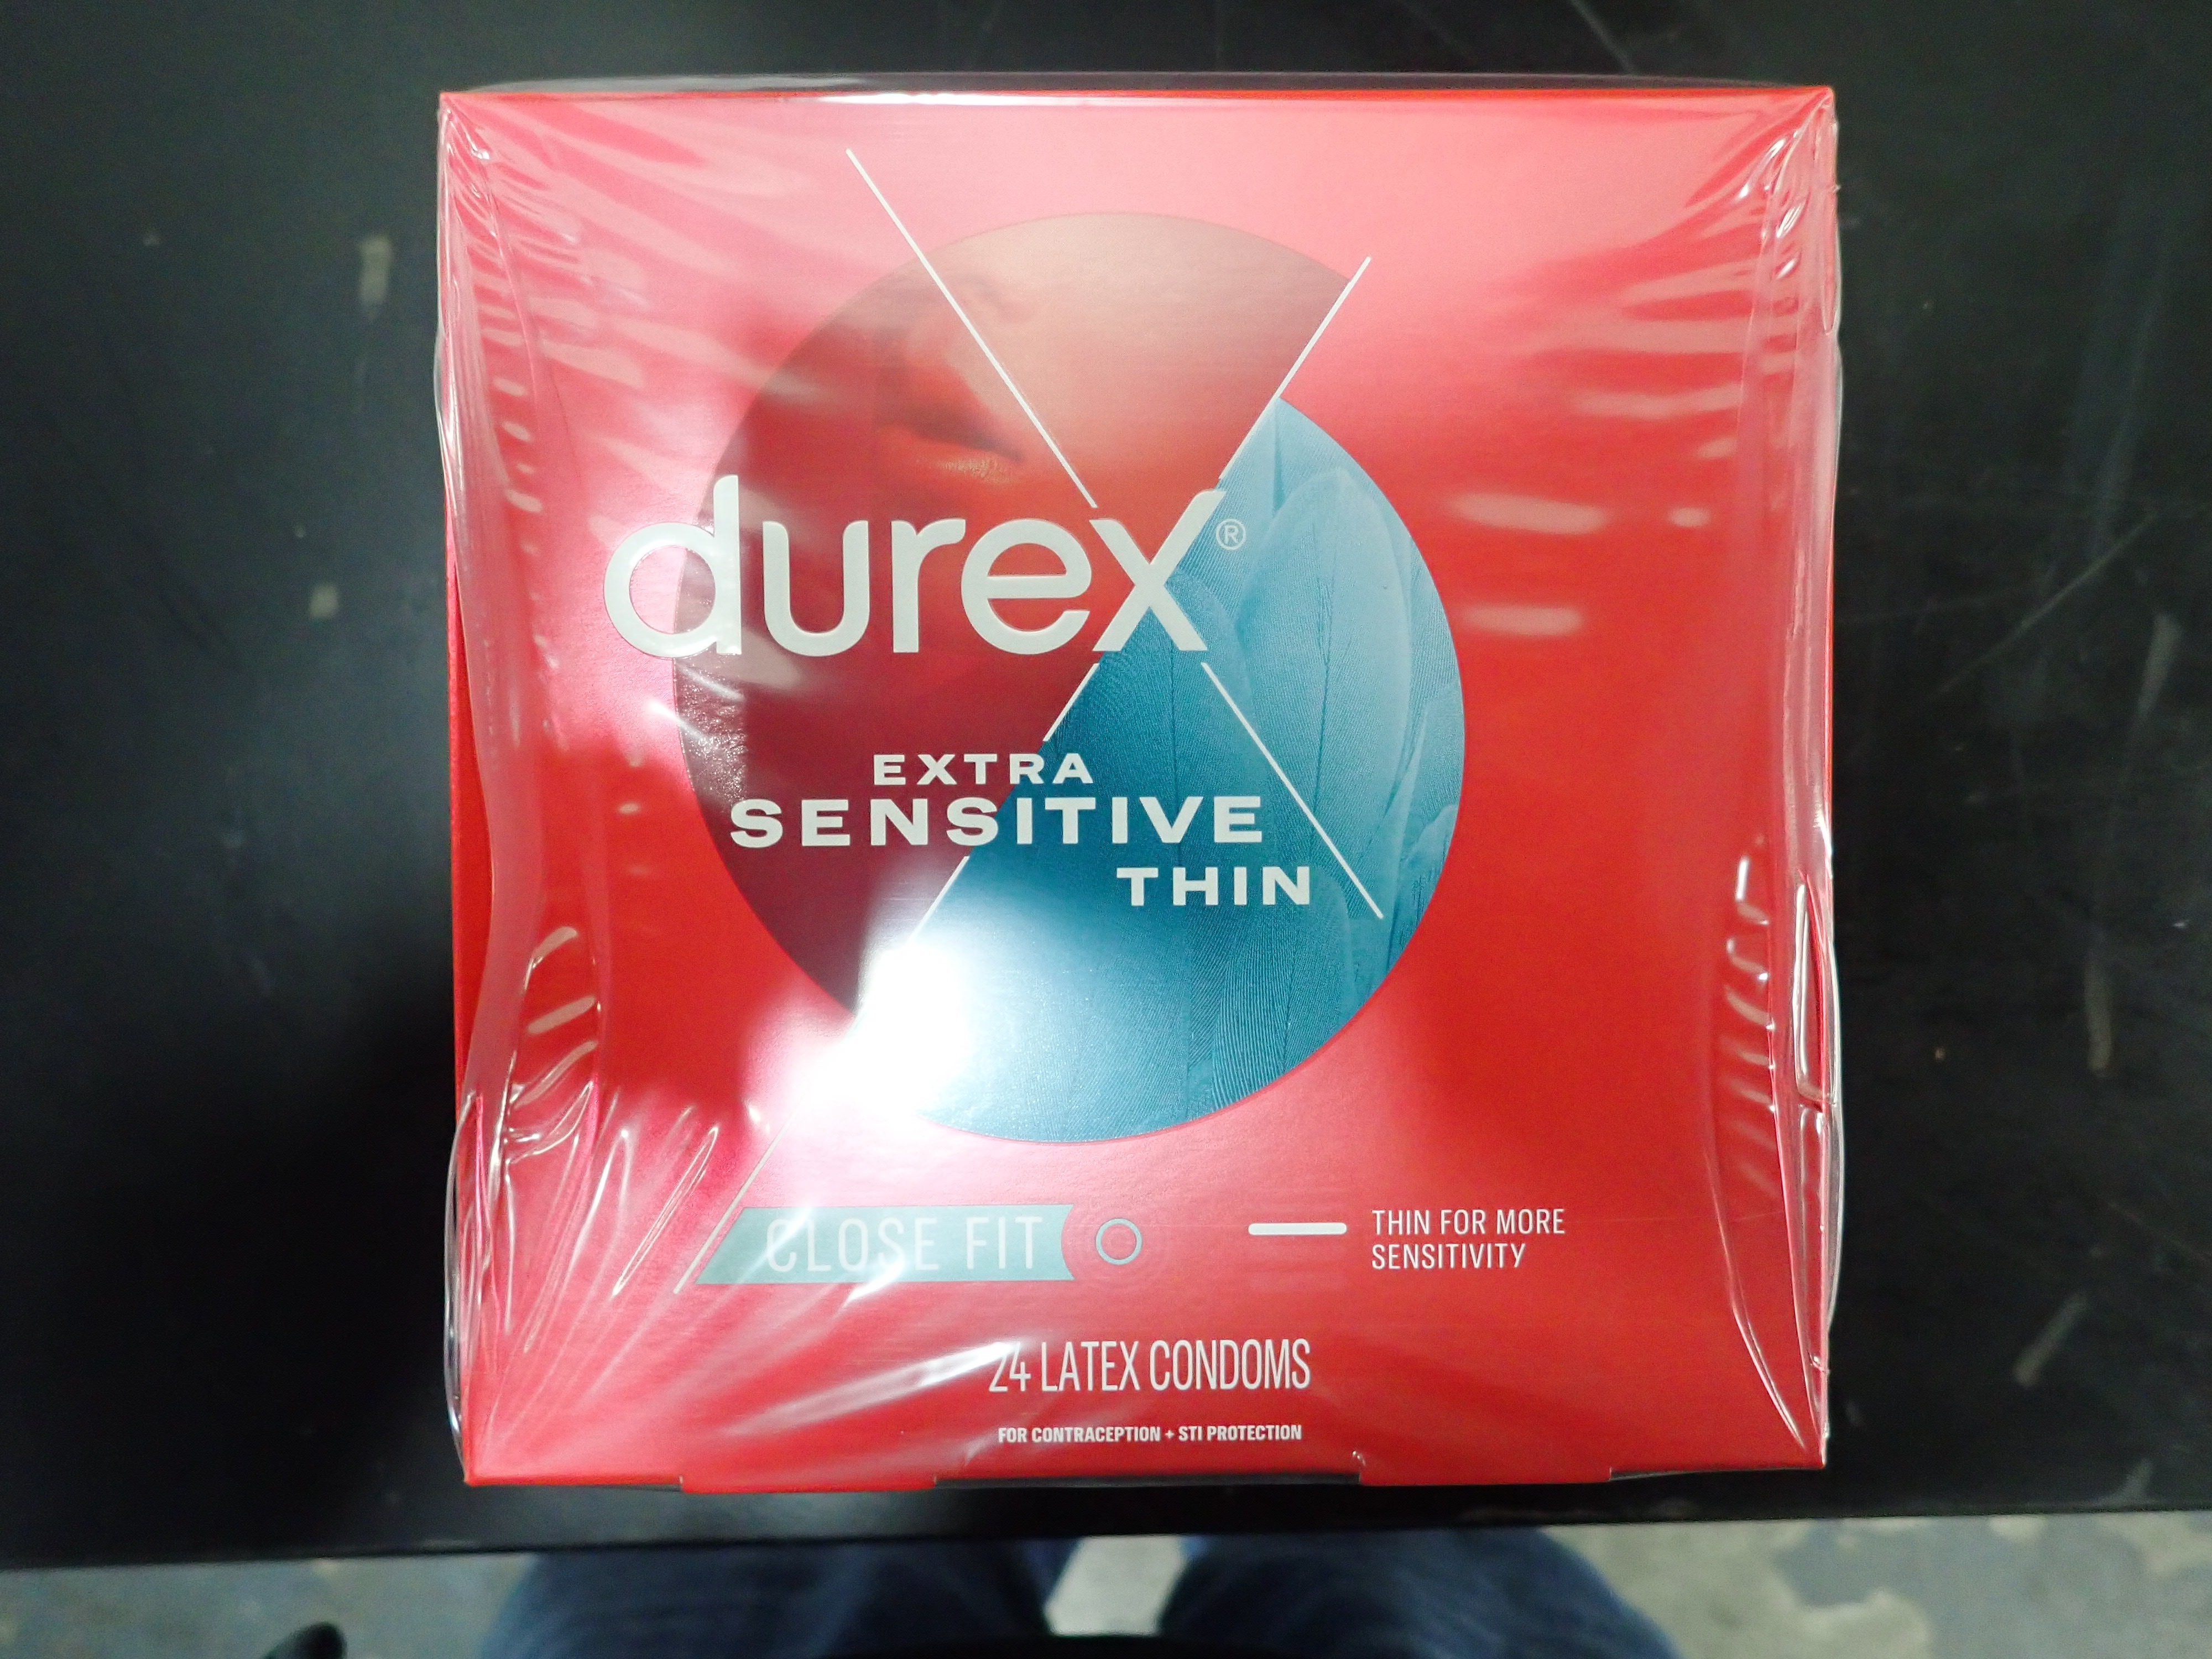 durex®
EXTRA
SENSITIVE
THIN
CLOSE FIT
THIN FOR MORE
SENSITIVITY
24 LATEX CONDOMS
FOR CONTRACEPTION + STI PROTECTION